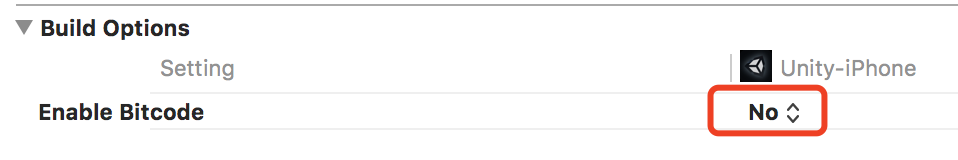 Build Options
Setting Unity-iPhone
Enable Bitcode No